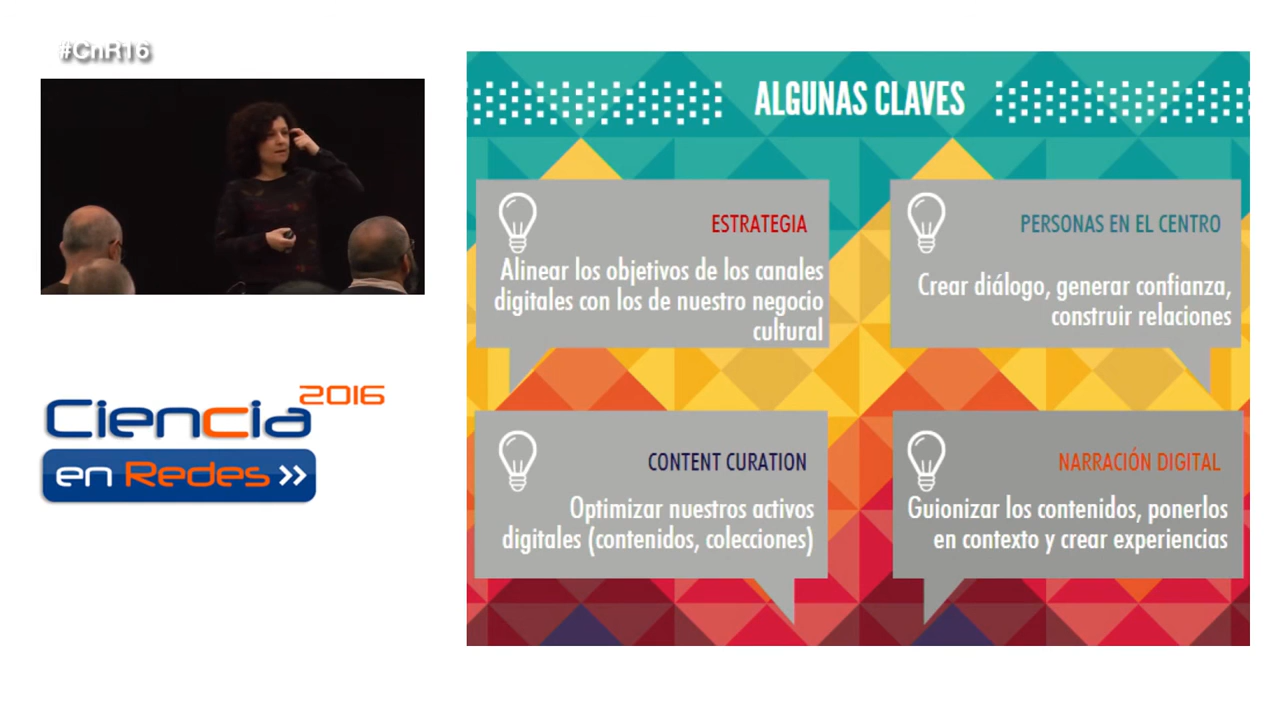 #CnR16
Ciencia 2016
en Redes
ALGUNAS CLAVES
ESTRATEGIA
Alinear los objetivos de los canales
digitales con los de nuestro negocio
cultural
PERSONAS EN EL CENTRO
Crear diálogo, generar confianza,
construir relaciones
CONTENT CURATION
Optimizar nuestros activos
digitales (contenidos, colecciones)
NARRACIÓN DIGITAL
Guionizar los contenidos, ponerlos
en contexto y crear experiencias